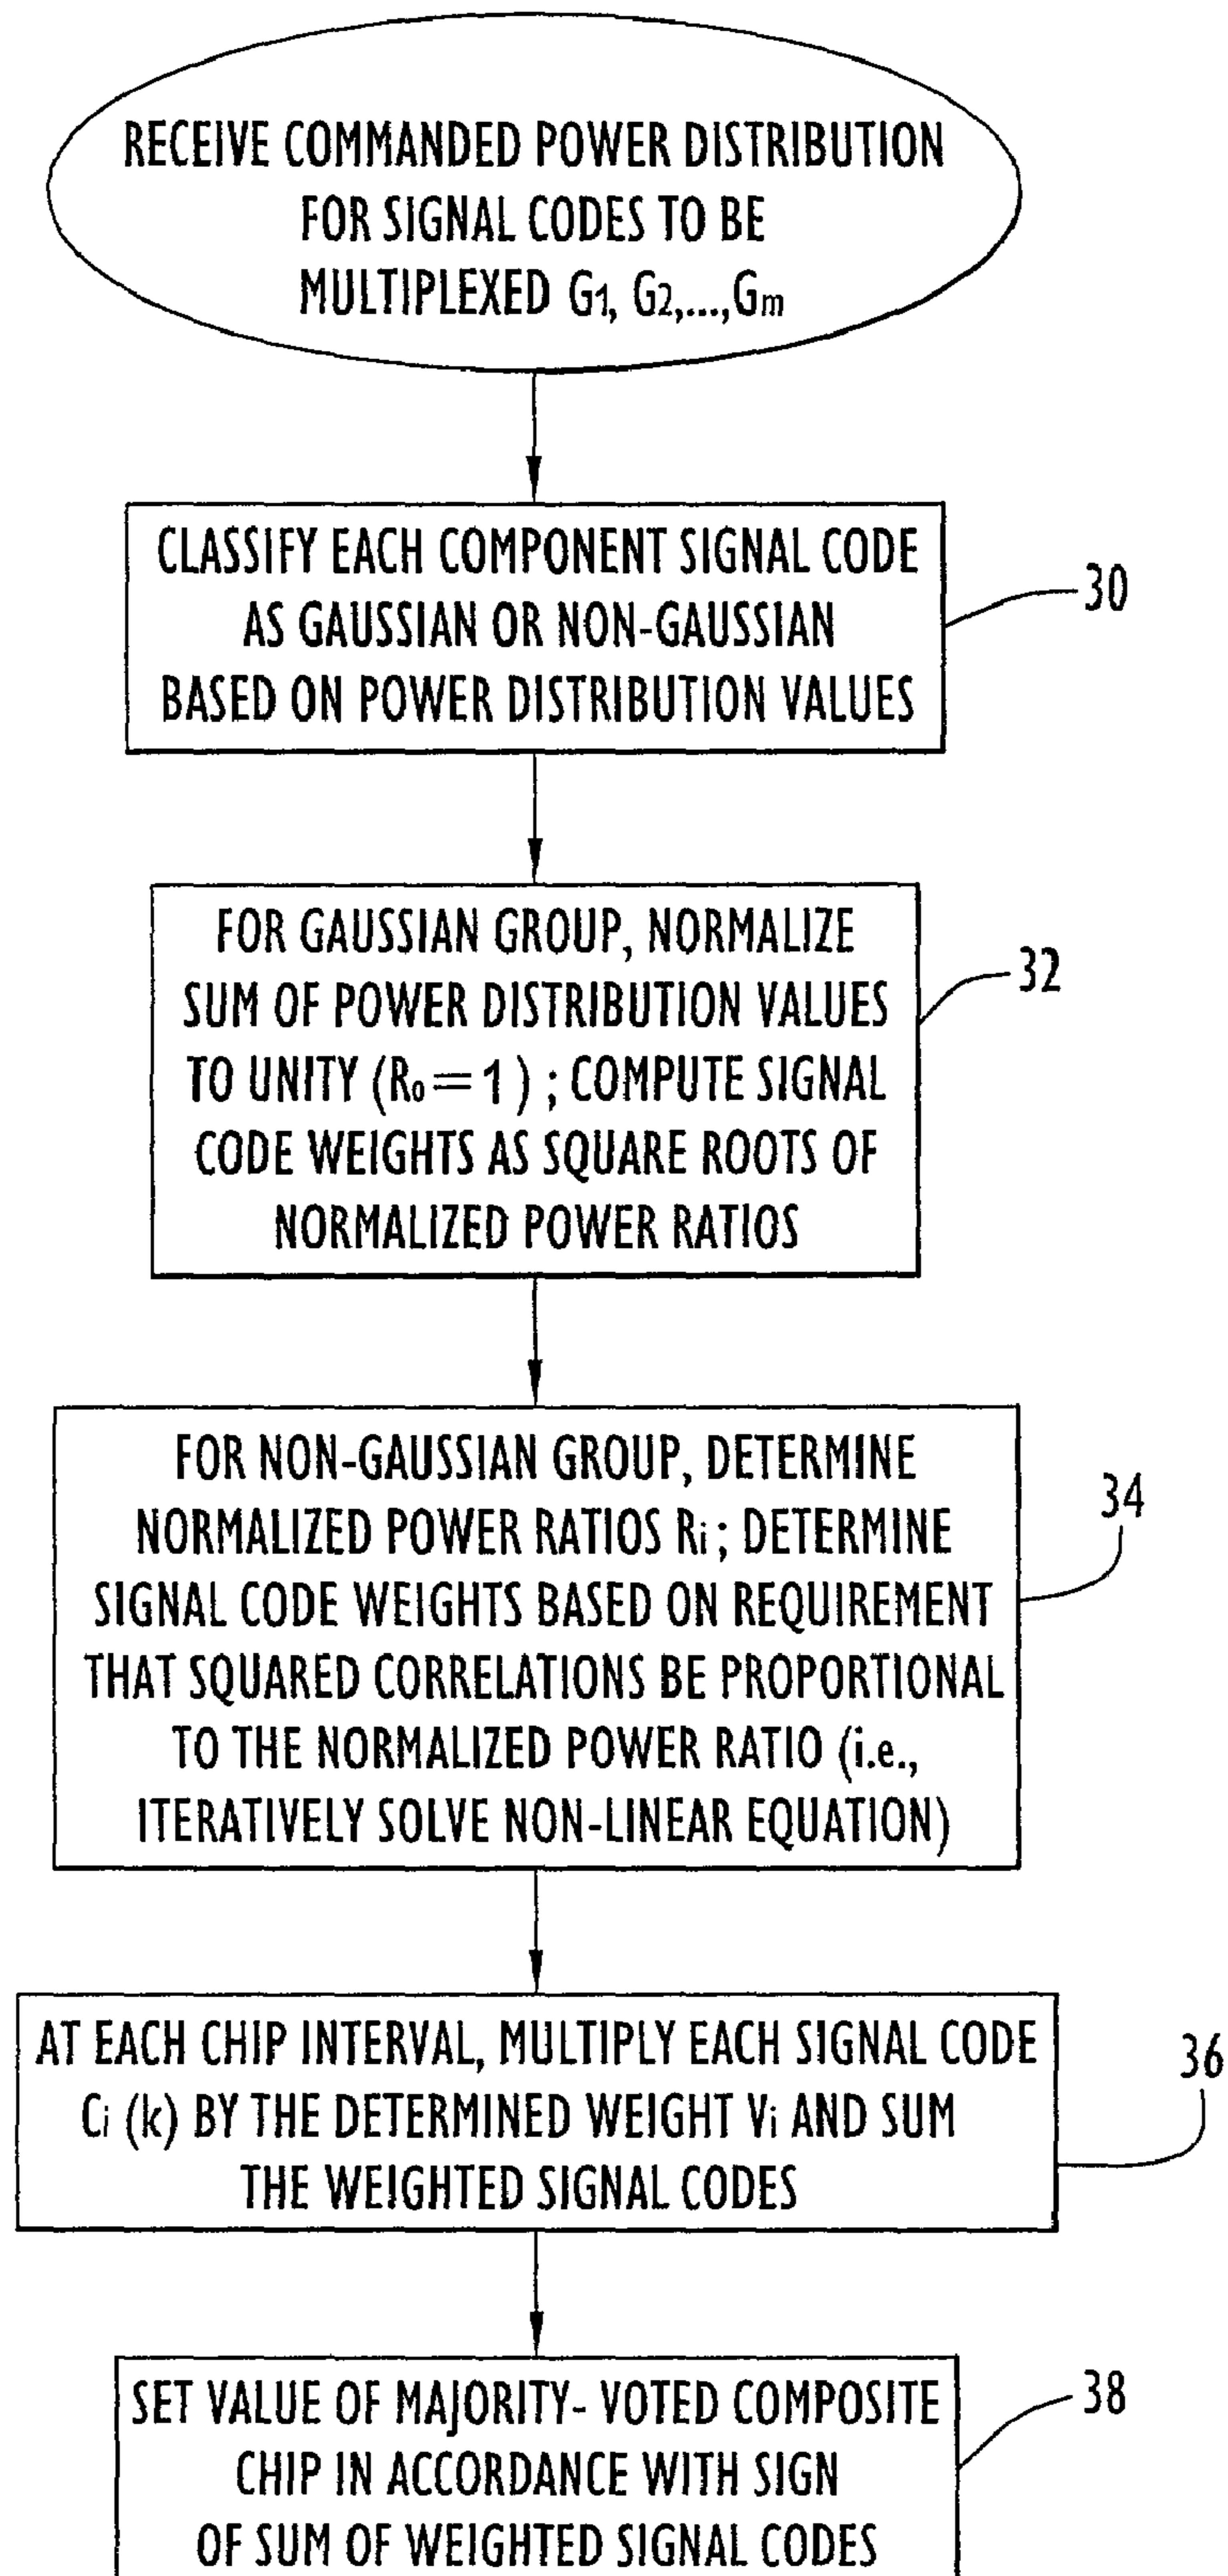 RECEIVE COMMANDED POWER DISTRIBUTION
FOR SIGNAL CODES TO BE
MULTIPLEXED G1, G2,...,Gm
CLASSIFY EACH COMPONENT SIGNAL CODE
AS GAUSSIAN OR NON-GAUSSIAN
BASED ON POWER DISTRIBUTION VALUES
30
FOR GAUSSIAN GROUP, NORMALIZE
SUM OF POWER DISTRIBUTION VALUES
TO UNITY (R0 = 1) ; COMPUTE SIGNAL
CODE WEIGHTS AS SQUARE ROOTS OF
NORMALIZED POWER RATIOS
32
FOR NON-GAUSSIAN GROUP, DETERMINE
NORMALIZED POWER RATIOS Ri ; DETERMINE
SIGNAL CODE WEIGHTS BASED ON REQUIREMENT
THAT SQUARED CORRELATIONS BE PROPORTIONAL
TO THE NORMALIZED POWER RATIO (i.e.,
ITERATIVELY SOLVE NON-LINEAR EQUATION)
34
AT EACH CHIP INTERVAL, MULTIPLY EACH SIGNAL CODE
Ci (k) BY THE DETERMINED WEIGHT Vi AND SUM
THE WEIGHTED SIGNAL CODES
36
SET VALUE OF MAJORITY- VOTED COMPOSITE
CHIP IN ACCORDANCE WITH SIGN
OF SUM OF WEIGHTED SIGNAL CODES
38